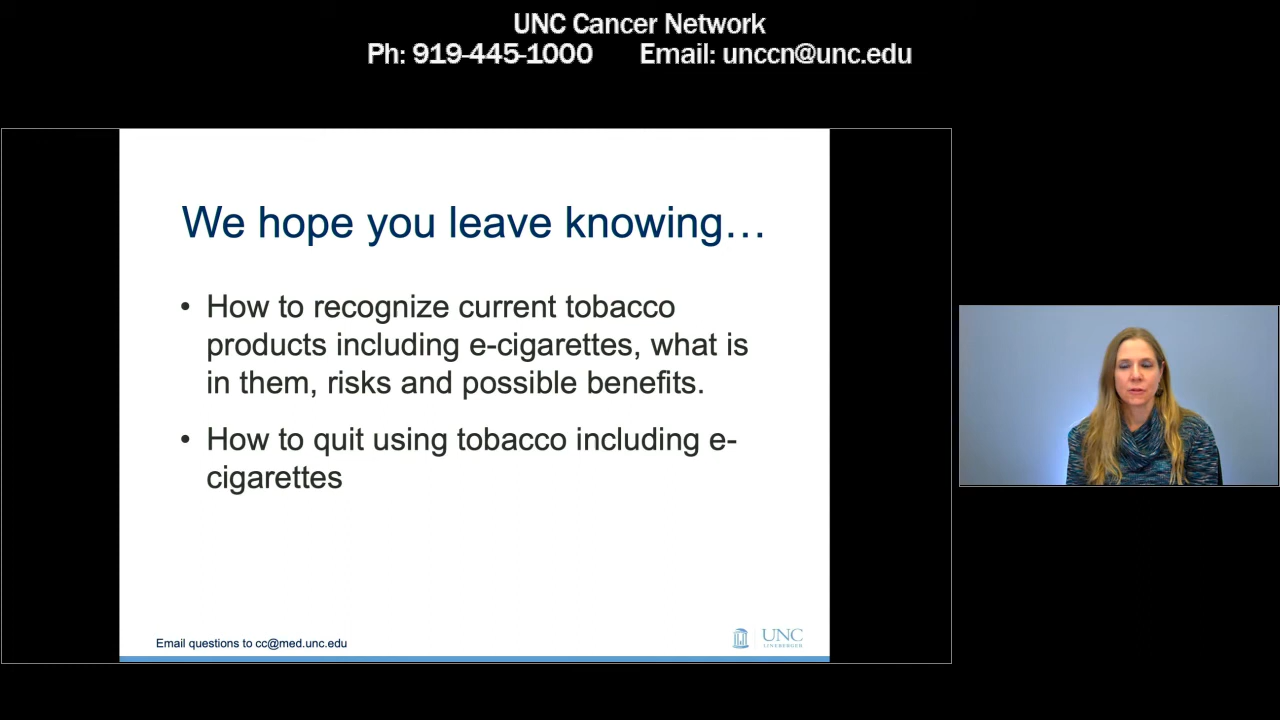 UNC Cancer Network
Ph: 919-445-1000 Email: unccn@unc.edu
We hope you leave knowing…
• How to recognize current tobacco
products including e-cigarettes, what is
in them, risks and possible benefits.
• How to quit using tobacco including e-
cigarettes
Email questions to cc@med.unc.edu
UNC
LINEBERGER